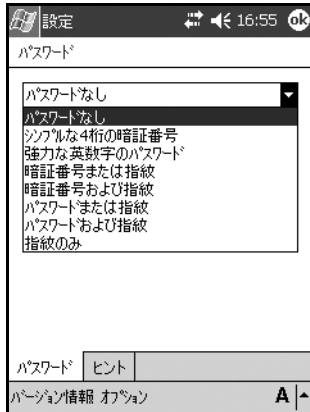 設定 16:55 ok
ﾊﾟｽﾜｰﾄﾞ
ﾊﾟｽﾜｰﾄﾞなし
ﾊﾟｽﾜｰﾄﾞなし
ｼﾝﾌﾟﾙな4桁の暗証番号
強力な英数字のﾊﾟｽﾜｰﾄﾞ
暗証番号または指紋
暗証番号および指紋
ﾊﾟｽﾜｰﾄﾞまたは指紋
ﾊﾟｽﾜｰﾄﾞおよび指紋
指紋のみ
ﾊﾟｽﾜｰﾄﾞ ヒント
ﾊﾞｰｼﾞｮﾝ情報 ｵﾌﾟｼｮﾝ A